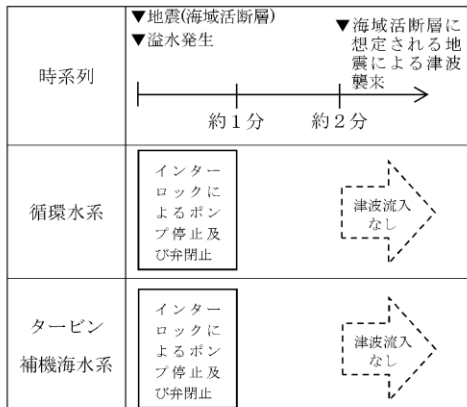 時系列
▼地震(海域活断層)
▼溢水発生
▼海域活断層に
想定される地
震による津波
襲来
約1分
約2分
循環水系
インター
ロックに
よるポン
プ停止及
び弁閉止
津波流入
なし
タービン
補機海水系
インター
ロックに
よるポン
プ停止及
び弁閉止
津波流入
なし